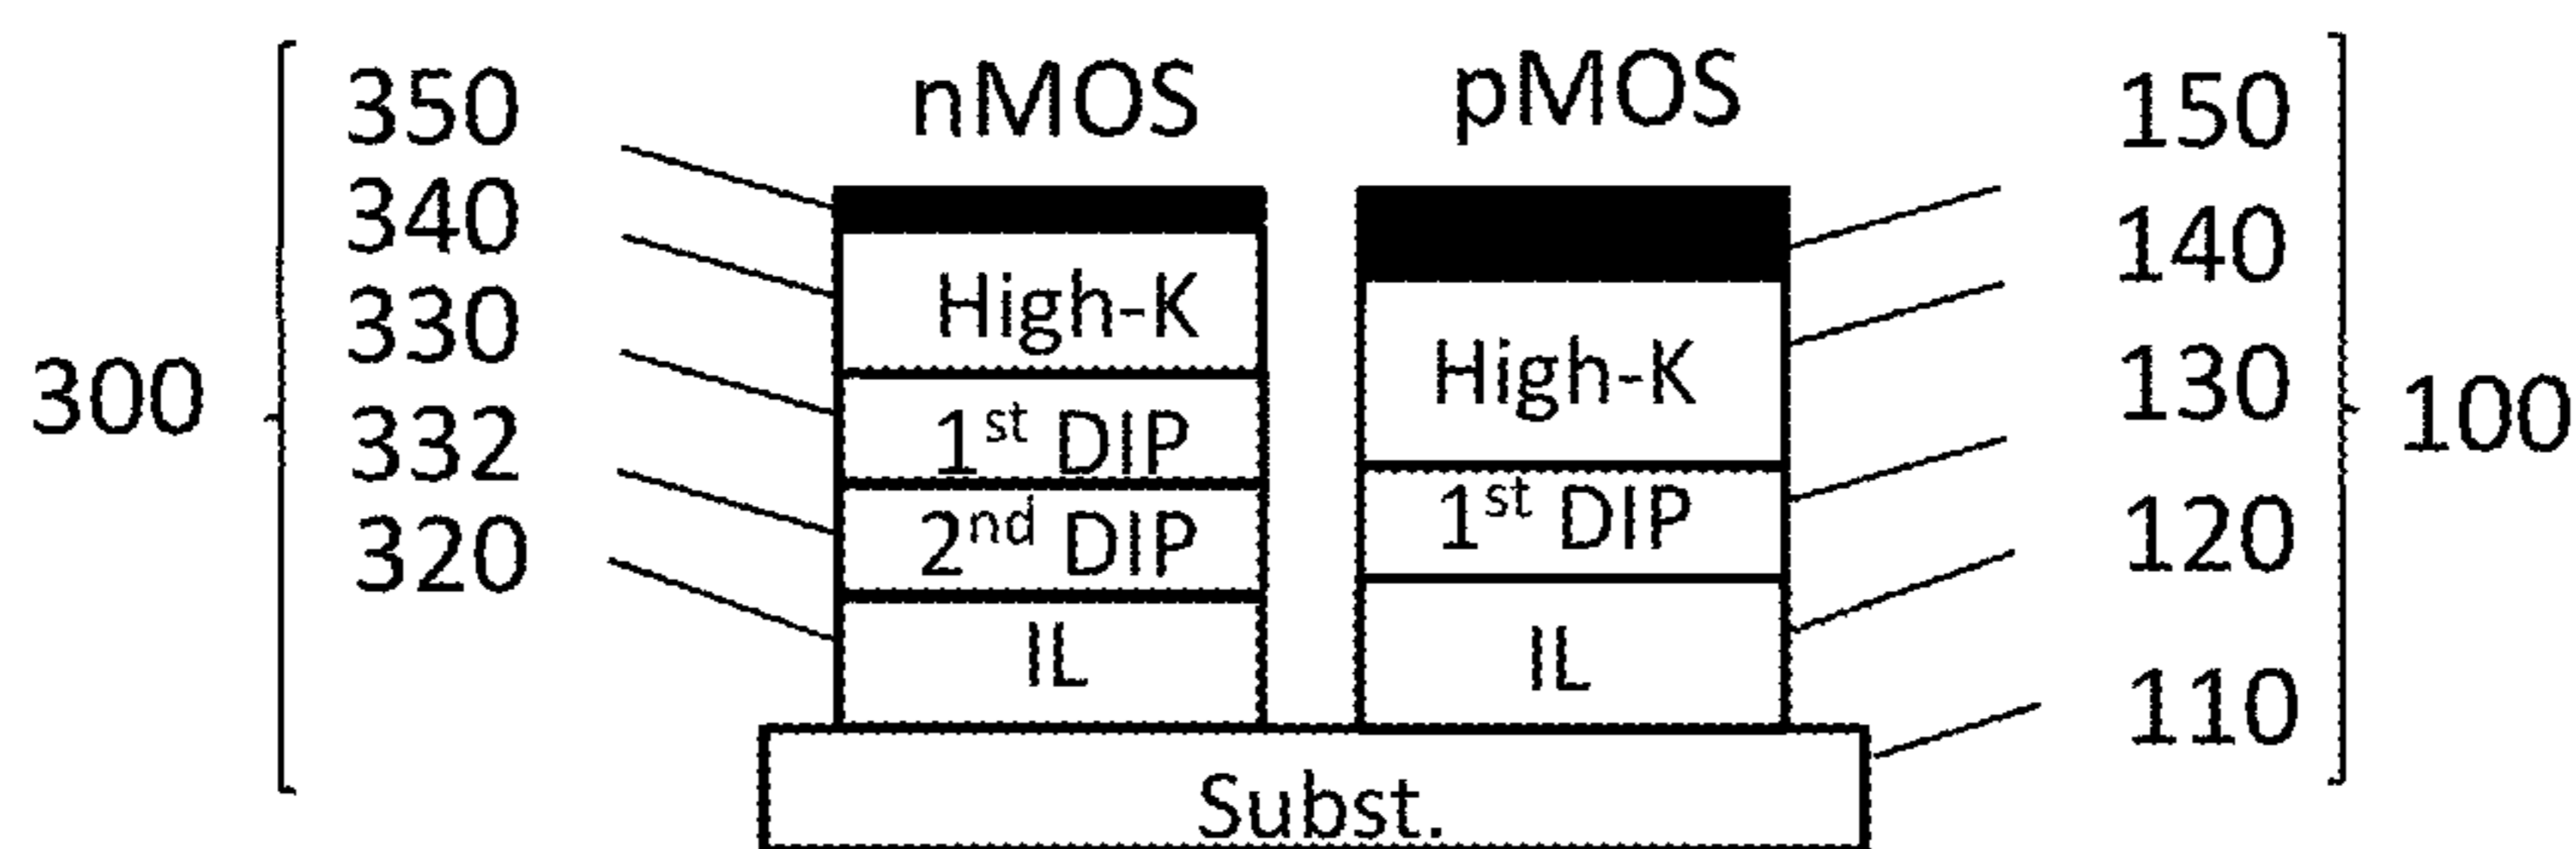 nMOS pMOS
350 150
340 140
High-K
330 High-K 130
300 1st DIP 100
332 1st DIP
2nd DIP 120
320
IL IL
110
Subst.